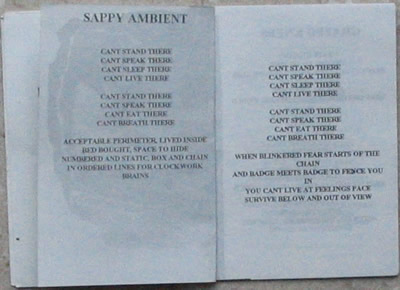 SAPPY AMBIENT
CANT STAND THERE
CANT SPEAK THERE
CANT SLEEP THERE
CANT LIVE THERE
CANT STAND THERE
CANT SPEAK THERE
CANT EAT THERE
CANT BREATH THERE
ACCEPTABLE PERIMETER, LIVED INSIDE
BED BOUGHT, SPACE TO HIDE
NUMBERED AND STATIC, BOX AND CHAIN
IN ORDERED LINES FOR CLOCKWORK
BRAINS
CANT STAND THERE
CANT SPEAK THERE
CANT SLEEP THERE
CANT LIVE THERE
CANT STAND THERE
CANT SPEAK THERE
CANT EAT THERE
CANT BREATH THERE
WHEN BLINKERED FEAR STARTS OF THE
CHAIN
AND BADGE MEETS BADGE TO FENCE YOU
IN
YOU CANT LIVE AT FEELINGS PACE
SURVIVE BELOW AND OUT OF VIEW